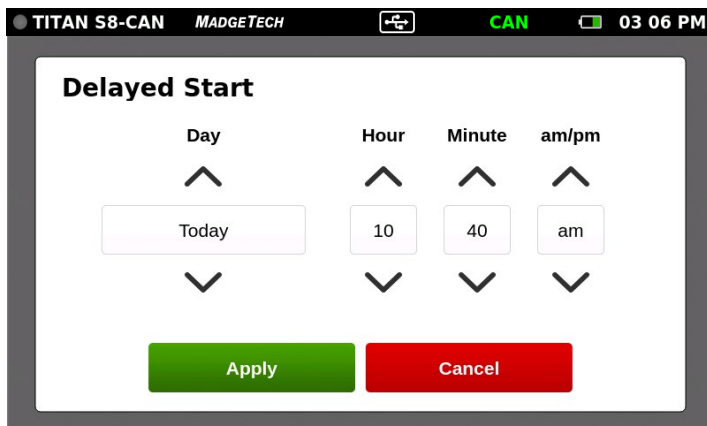 TITAN S8-CAN MADGETECH CAN 03 06 PM
Delayed Start
Day Hour Minute am/pm
Today 10 40 am
Apply Cancel